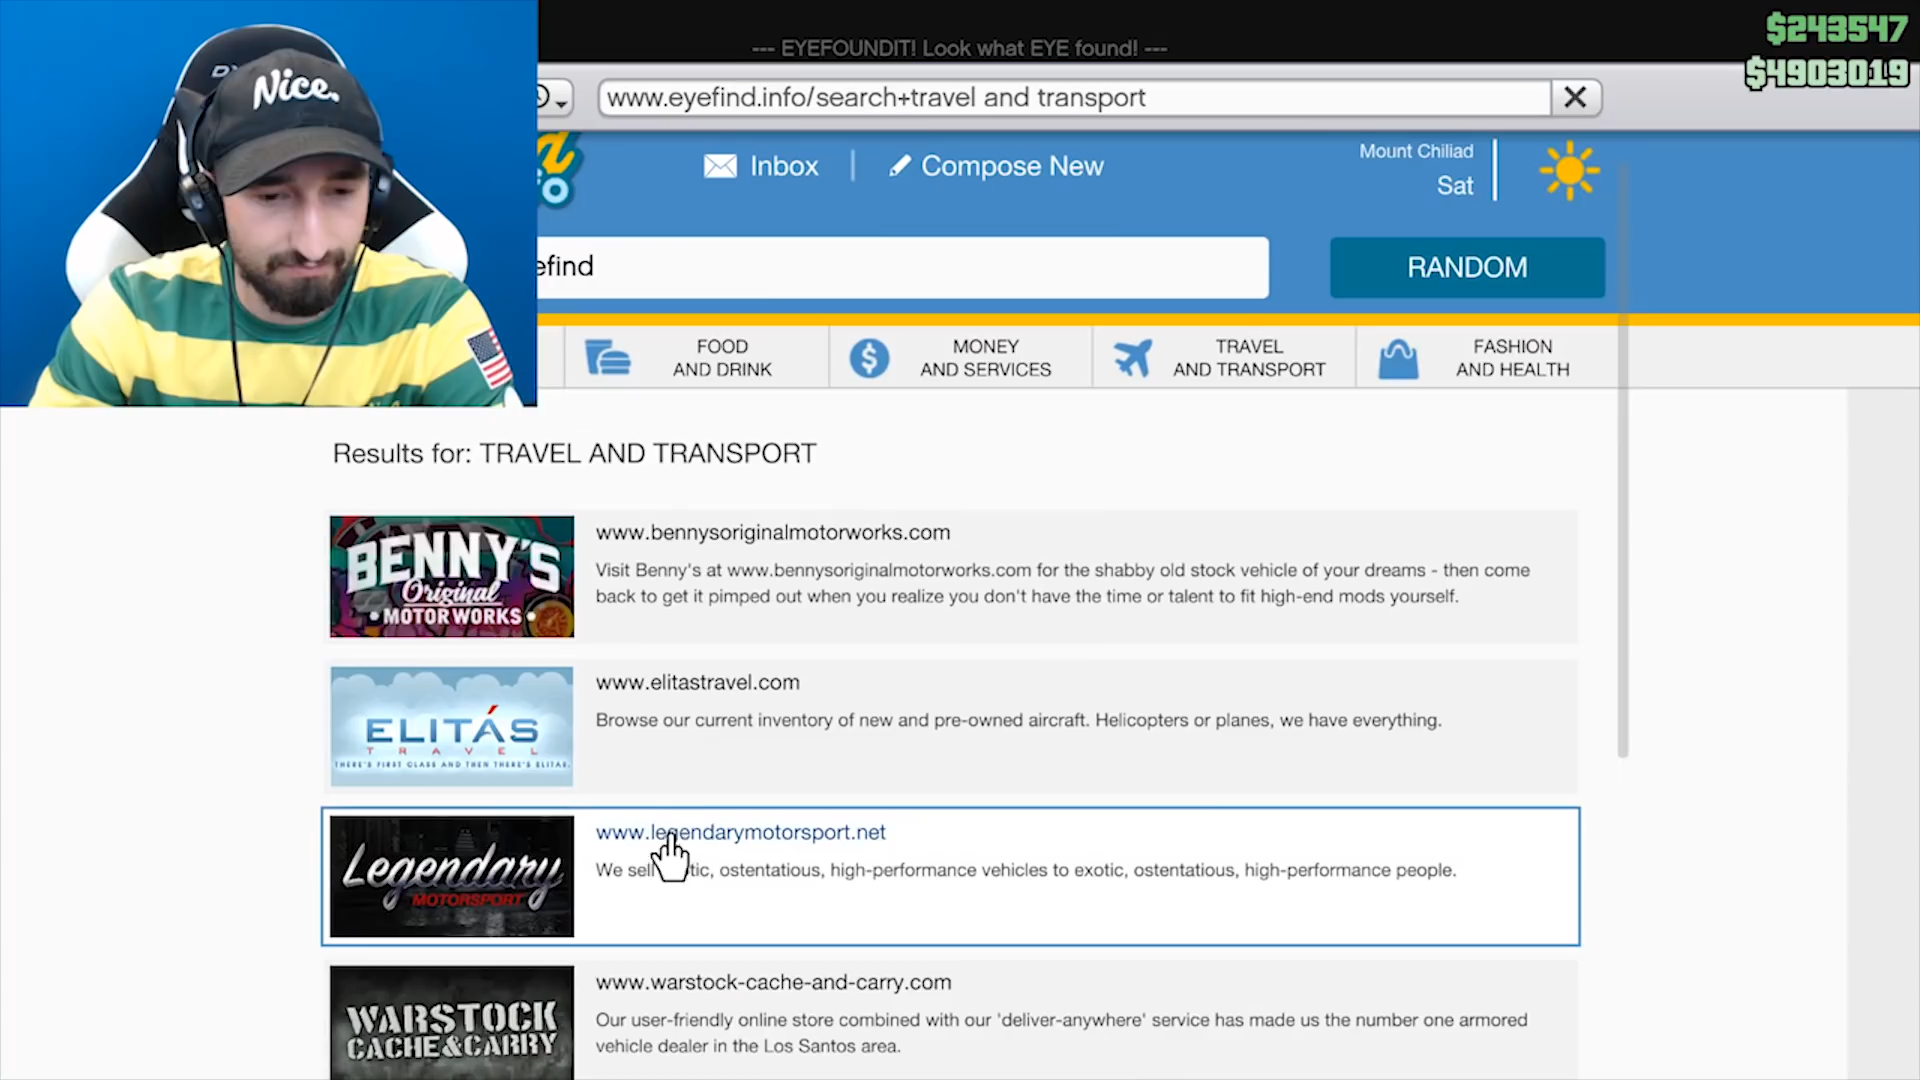 --- EYEFOUNDIT! Look what EYE found! ---
$243547
$4903019
Nice.
www.eyefind.info/search+travel and transport
Inbox
Compose New
Mount Chiliad
Sat
efind
RANDOM
FOOD
AND DRINK
MONEY
AND SERVICES
TRAVEL
AND TRANSPORT
FASHION
AND HEALTH
Results for: TRAVEL AND TRANSPORT
BENNY'S
Original
MOTOR WORKS
www.bennysoriginalmotorworks.com
Visit Benny's at www.bennysoriginalmotorworks.com for the shabby old stock vehicle of your dreams - then come
back to get it pimped out when you realize you don't have the time or talent to fit high-end mods yourself.
ELITÁS
TRAVEL
THERE'S FIRST CLASS AND THEN THERE'S ELITAS.
www.elitastravel.com
Browse our current inventory of new and pre-owned aircraft. Helicopters or planes, we have everything.
Legendary
MOTORSPORT
www.legendarymotorsport.net
We sell ostentatious, high-performance vehicles to exotic, ostentatious, high-performance people.
WARSTOCK
CACHE&CARRY
www.warstock-cache-and-carry.com
Our user-friendly online store combined with our 'deliver-anywhere' service has made us the number one armored
vehicle dealer in the Los Santos area.